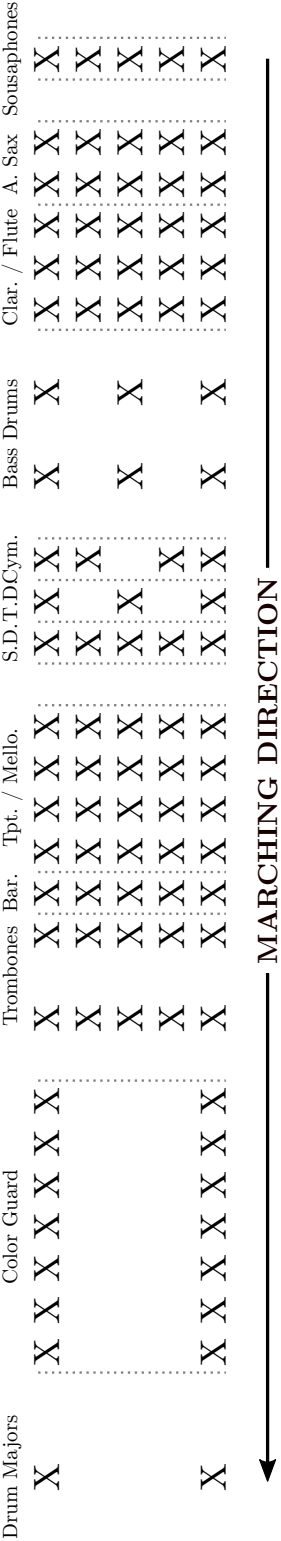 Drum Majors Color Guard Trombones Bar. Tpt. / Mello. S.D. T.D. Cym. Bass Drums Clar. / Flute A. Sax Sousaphones
X X X X X X X X X X X X X X X X X X X X X X X X X X
X X X X X X X X X X X X X X X
X X X X X X X X X X X X X X X X X
X X X X X X X X X X X X X X X
X X X X X X X X X X X X X X X X X X X X X X X X X X
MARCHING DIRECTION